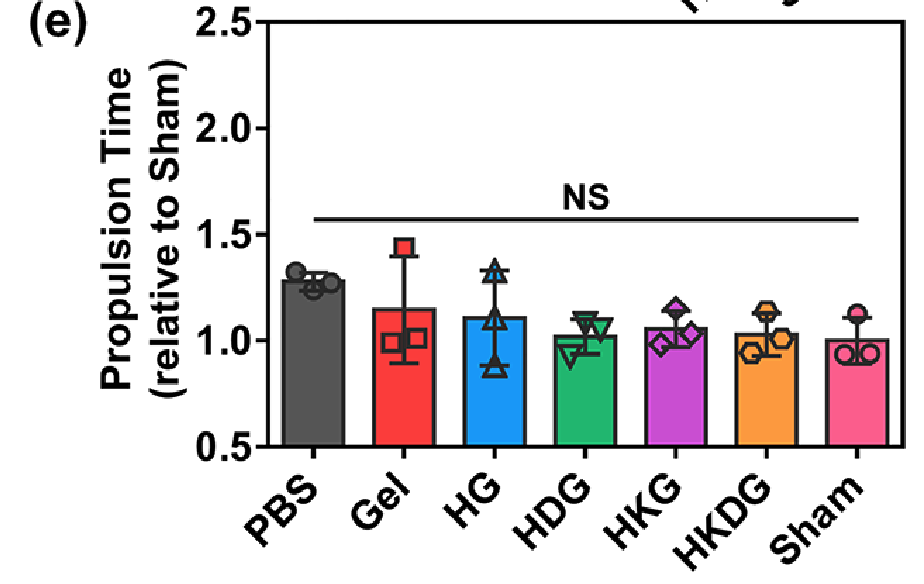 (e)
Propulsion Time
(relative to Sham)
2.5
2.0
1.5
1.0
0.5
NS
PBS
Gel
HG
HDG
HKG
HKDG
Sham